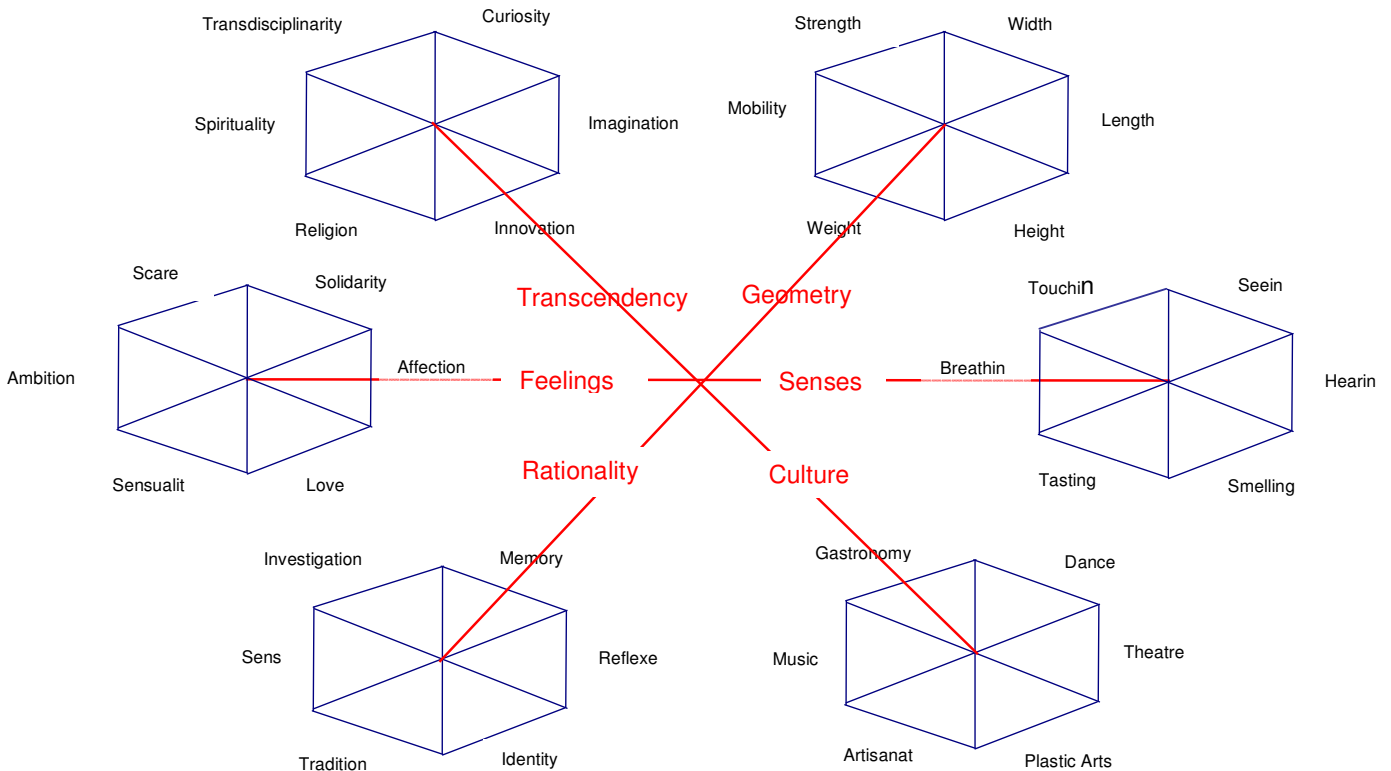 Transdisciplinarity
Curiosity
Spirituality
Imagination
Religion
Innovation
Strength
Width
Mobility
Length
Weight
Height
Transcendency
Geometry
Scare
Solidarity
Ambition
Affection
Sensualit
Love
Feelings
Senses
Touchin
Seein
Breathin
Hearin
Tasting
Smelling
Rationality
Culture
Investigation
Memory
Sens
Reflexe
Tradition
Identity
Gastronomy
Dance
Music
Theatre
Artisanat
Plastic Arts